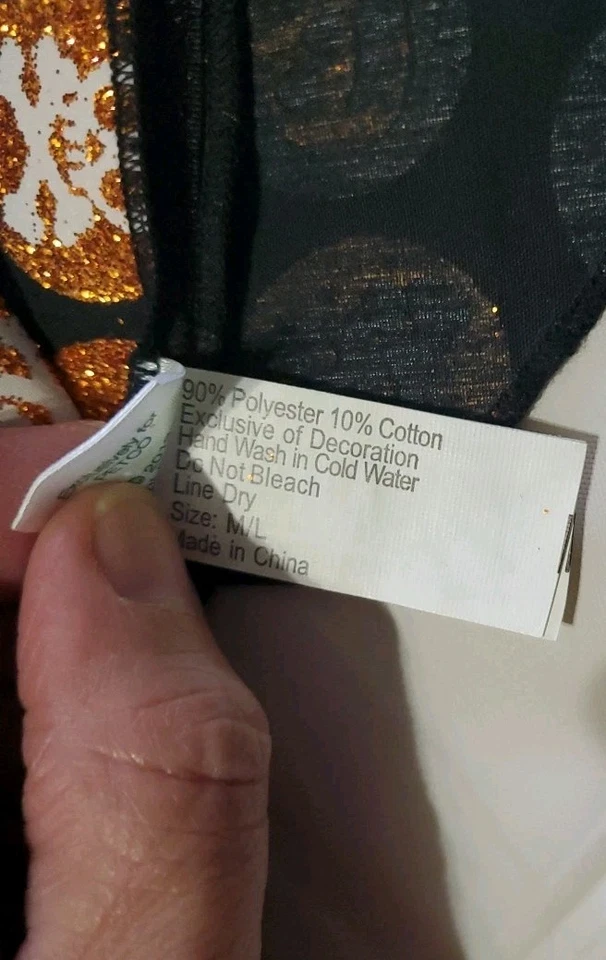 90% Polyester 10% Cotton
Exclusive of Decoration
Hand Wash in Cold Water
Do Not Bleach
Line Dry
Size: M/L
Made in China